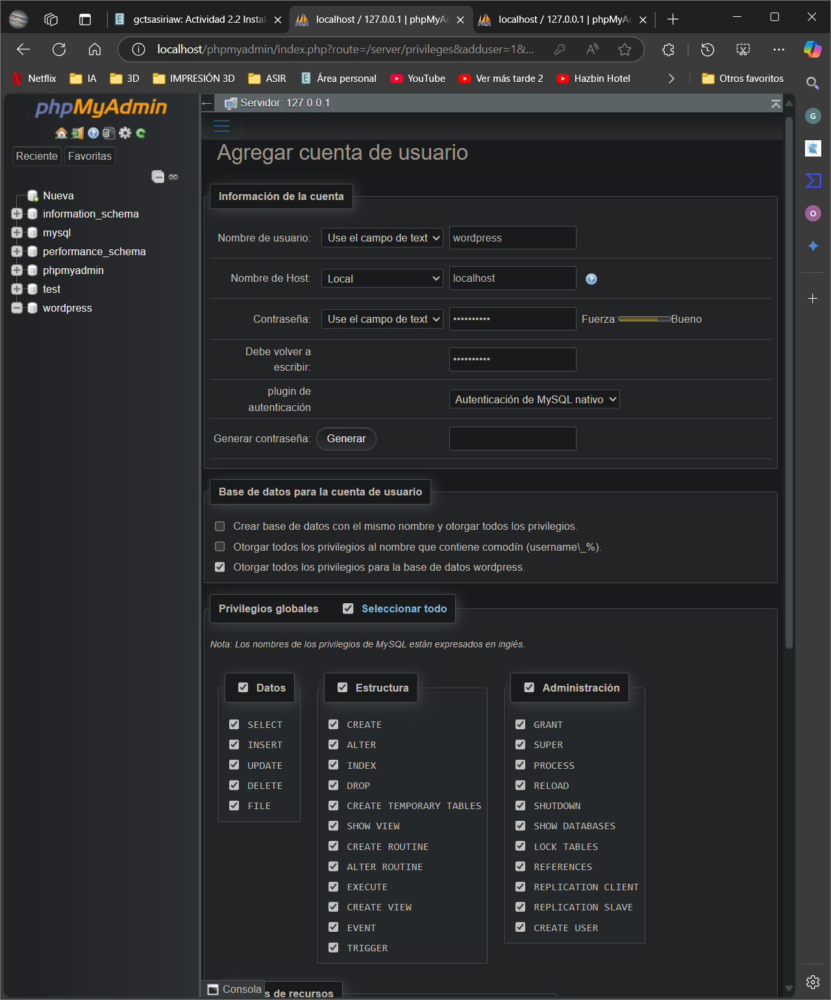 gctsasiriaw: Actividad 2.2 Instal
localhost / 127.0.0.1 | phpMyAd
localhost / 127.0.0.1 | phpMyAd
localhost/phpmyadmin/index.php?route=/server/privileges&adduser=1&...
Netflix
IA
3D
IMPRESIÓN 3D
ASIR
Área personal
YouTube
Ver más tarde 2
Hazbin Hotel
Otros favoritos
phpMyAdmin
Reciente
Favoritas
Nueva
information_schema
mysql
performance_schema
phpmyadmin
test
wordpress
Servidor: 127.0.0.1
Agregar cuenta de usuario
Información de la cuenta
Nombre de usuario: Use el campo de text wordpress
Nombre de Host: Local localhost
Contraseña: Use el campo de text •••••••••• Fuerza: Bueno
Debe volver a
escribir: ••••••••••
plugin de
autenticación Autenticación de MySQL nativo
Generar contraseña: Generar
Base de datos para la cuenta de usuario
Crear base de datos con el mismo nombre y otorgar todos los privilegios.
Otorgar todos los privilegios al nombre que contiene comodín (username\_%).
Otorgar todos los privilegios para la base de datos wordpress.
Privilegios globales Seleccionar todo
Nota: Los nombres de los privilegios de MySQL están expresados en inglés.
Datos
SELECT
INSERT
UPDATE
DELETE
FILE
Estructura
CREATE
ALTER
INDEX
DROP
CREATE TEMPORARY TABLES
SHOW VIEW
CREATE ROUTINE
ALTER ROUTINE
EXECUTE
CREATE VIEW
EVENT
TRIGGER
Administración
GRANT
SUPER
PROCESS
RELOAD
SHUTDOWN
SHOW DATABASES
LOCK TABLES
REFERENCES
REPLICATION CLIENT
REPLICATION SLAVE
CREATE USER
Consola
s de recursos
G
O